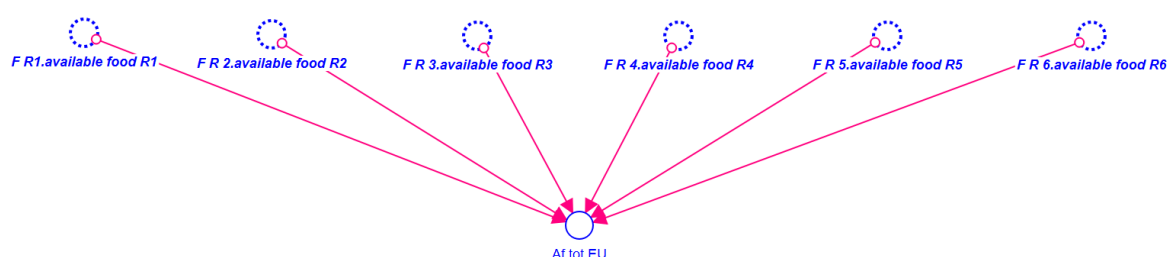 F R1.available food R1
F R 2.available food R2
F R 3.available food R3
F R 4.available food R4
F R 5.available food R5
F R 6.available food R6
Af tot EU